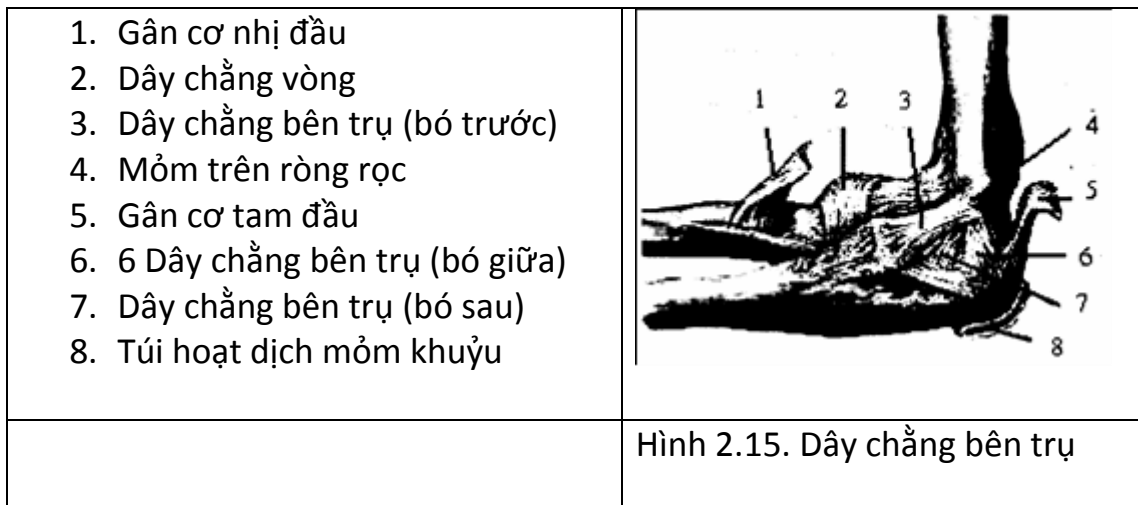 1. Gân cơ nhị đầu
2. Dây chằng vòng
3. Dây chằng bên trụ (bó trước)
4. Mỏm trên ròng rọc
5. Gân cơ tam đầu
6. 6 Dây chằng bên trụ (bó giữa)
7. Dây chằng bên trụ (bó sau)
8. Túi hoạt dịch mỏm khuỷu
1 2 3
4
5
6
7
8
Hình 2.15. Dây chằng bên trụ